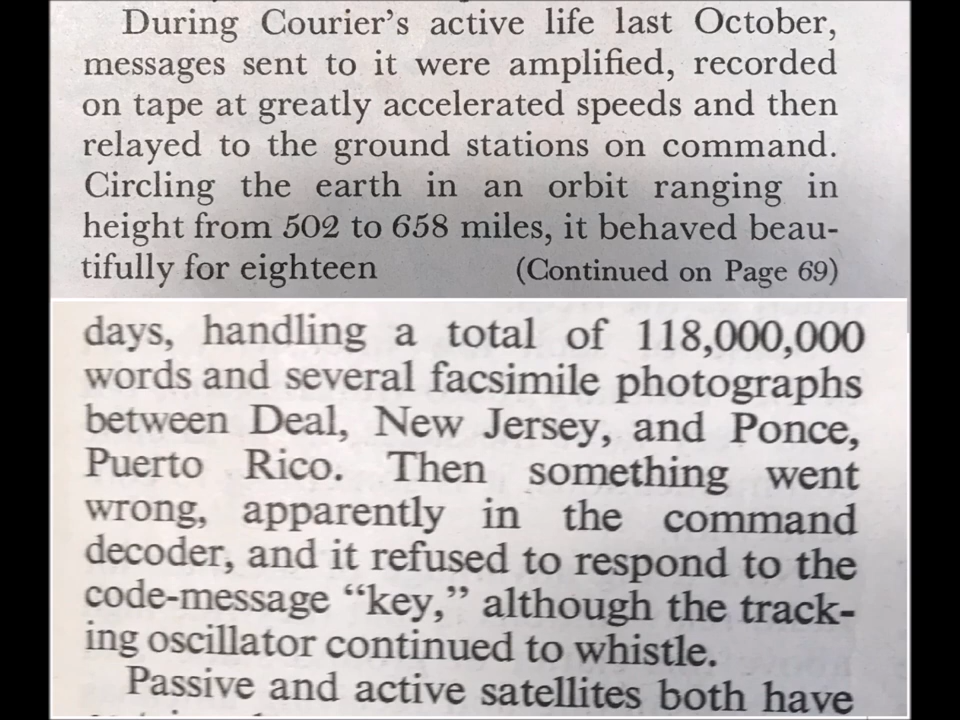 During Courier's active life last October,
messages sent to it were amplified, recorded
on tape at greatly accelerated speeds and then
relayed to the ground stations on command.
Circling the earth in an orbit ranging in
height from 502 to 658 miles, it behaved beau-
tifully for eighteen (Continued on Page 69)
days, handling a total of 118,000,000
words and several facsimile photographs
between Deal, New Jersey, and Ponce,
Puerto Rico. Then something went
wrong, apparently in the command
decoder, and it refused to respond to the
code-message “key,” although the track-
ing oscillator continued to whistle.
Passive and active satellites both have